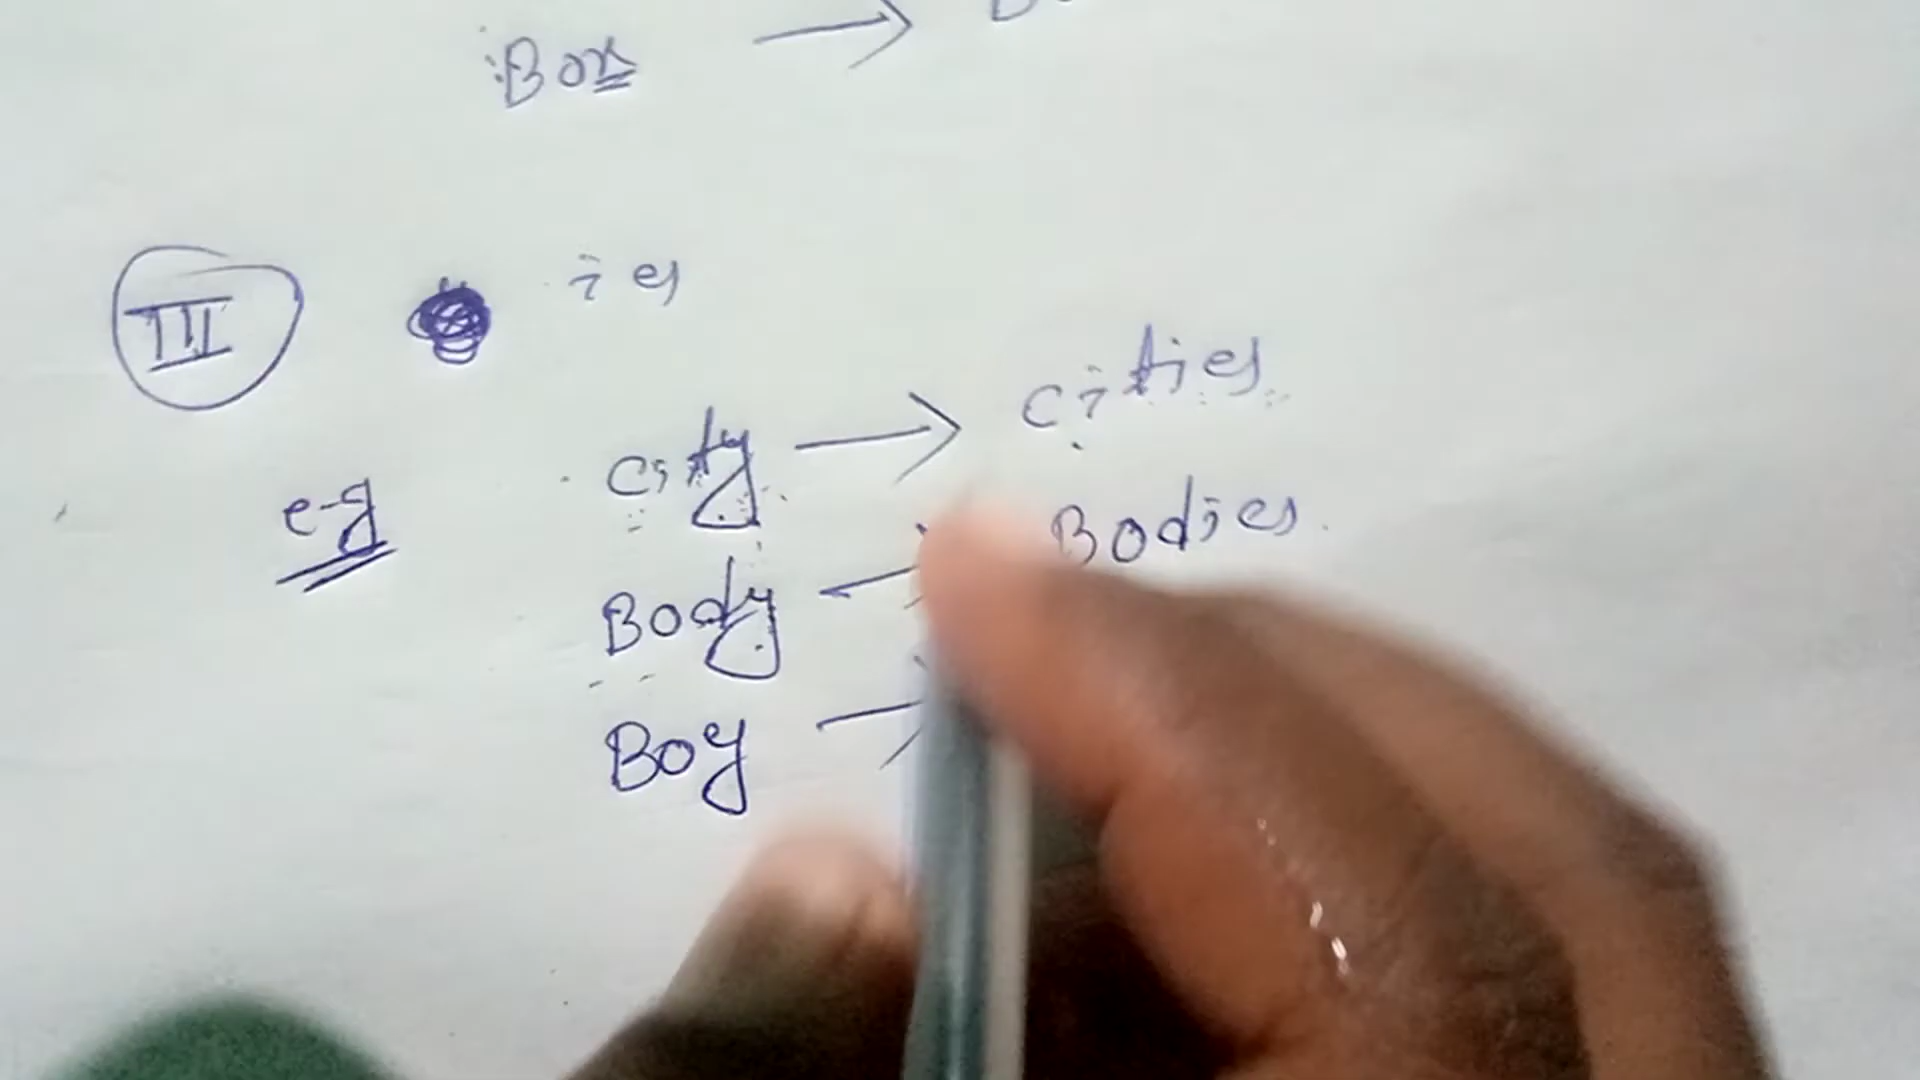 Box →
III ies
City → Cities
e-g
Body → Bodies
Boy →